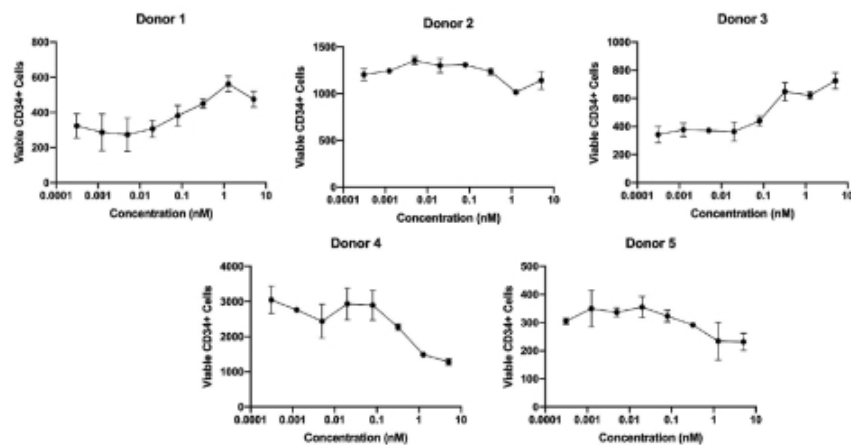 Donor 1
Viable CD34+ Cells
800
600
400
200
0
0.0001 0.001 0.01 0.1 1 10
Concentration (nM)
Donor 2
Viable CD34+ Cells
1500
1000
500
0
0.0001 0.001 0.01 0.1 1 10
Concentration (nM)
Donor 3
Viable CD34+ Cells
1000
800
600
400
200
0
0.0001 0.001 0.01 0.1 1 10
Concentration (nM)
Donor 4
Viable CD34+ Cells
4000
3000
2000
1000
0
0.0001 0.001 0.01 0.1 1 10
Concentration (nM)
Donor 5
Viable CD34+ Cells
500
400
300
200
100
0
0.0001 0.001 0.01 0.1 1 10
Concentration (nM)